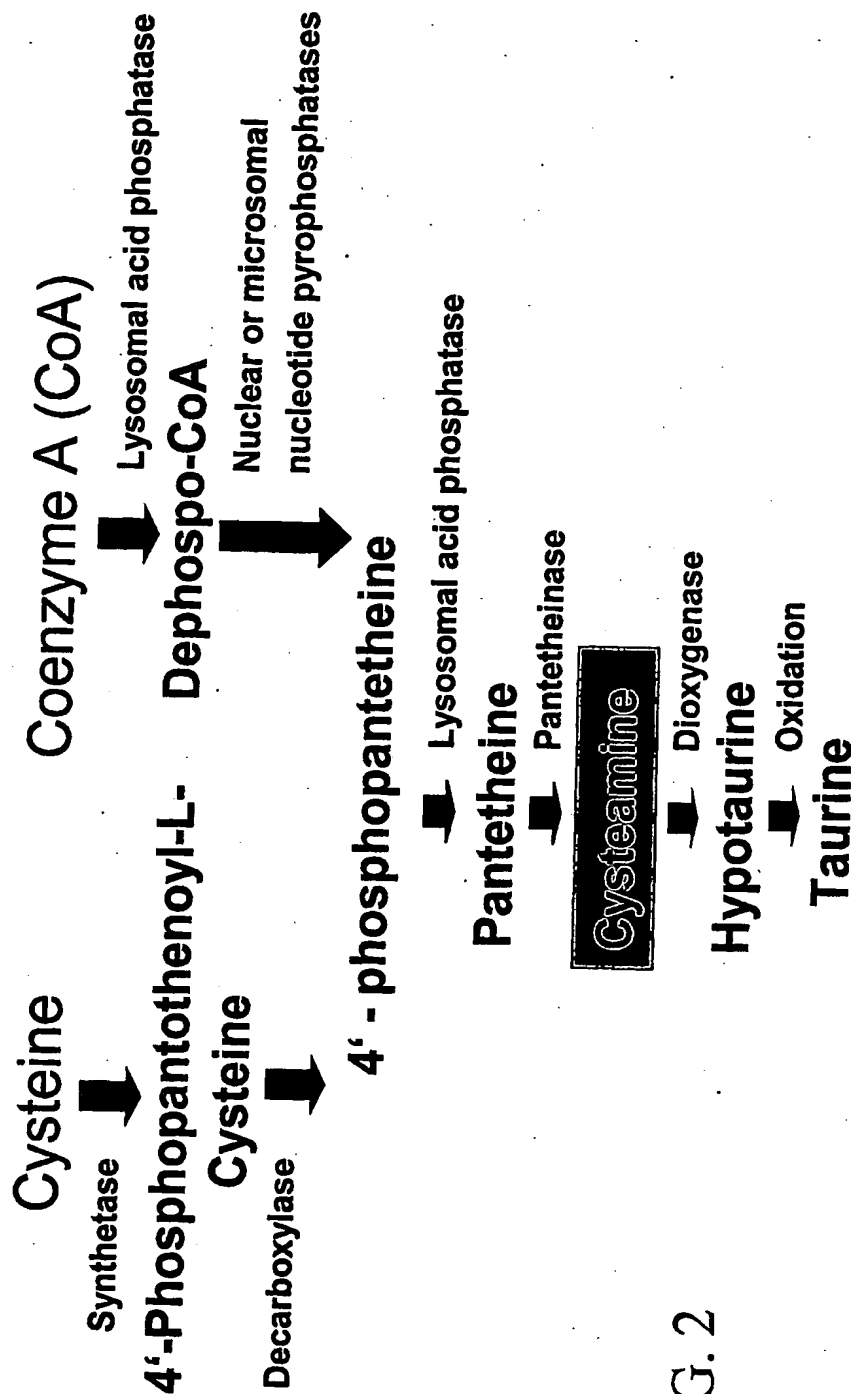 Cysteine
Synthetase
4‘-Phosphopantothenoyl-L-
Cysteine
Decarboxylase
Coenzyme A (CoA)
Lysosomal acid phosphatase
Dephospo-CoA
Nuclear or microsomal
nucleotide pyrophosphatases
4‘ - phosphopantetheine
Lysosomal acid phosphatase
Pantetheine
Pantetheinase
Cysteamine
Dioxygenase
Hypotaurine
Oxidation
Taurine
G. 2